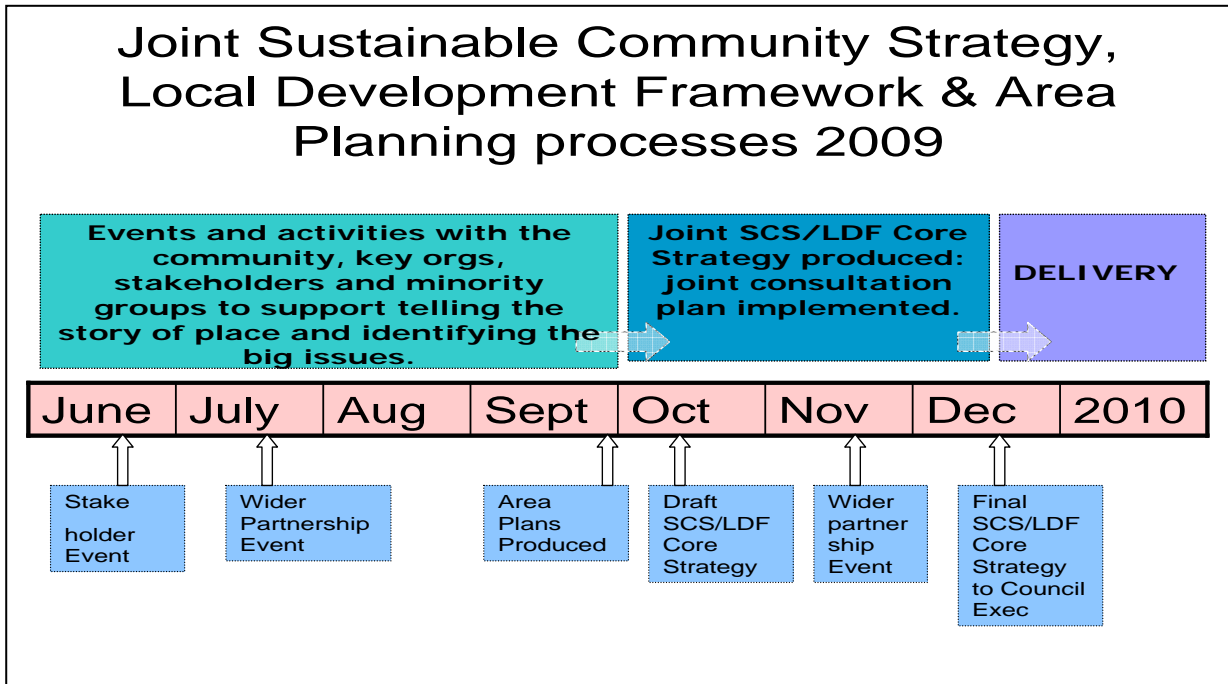 Joint Sustainable Community Strategy,
Local Development Framework & Area
Planning processes 2009
Events and activities with the
community, key orgs,
stakeholders and minority
groups to support telling the
story of place and identifying the
big issues.
Joint SCS/LDF Core
Strategy produced:
joint consultation
plan implemented.
DELIVERY
June July Aug Sept Oct Nov Dec 2010
Stake
holder
Event
Wider
Partnership
Event
Area
Plans
Produced
Draft
SCS/LDF
Core
Strategy
Wider
partner
ship
Event
Final
SCS/LDF
Core
Strategy
to Council
Exec